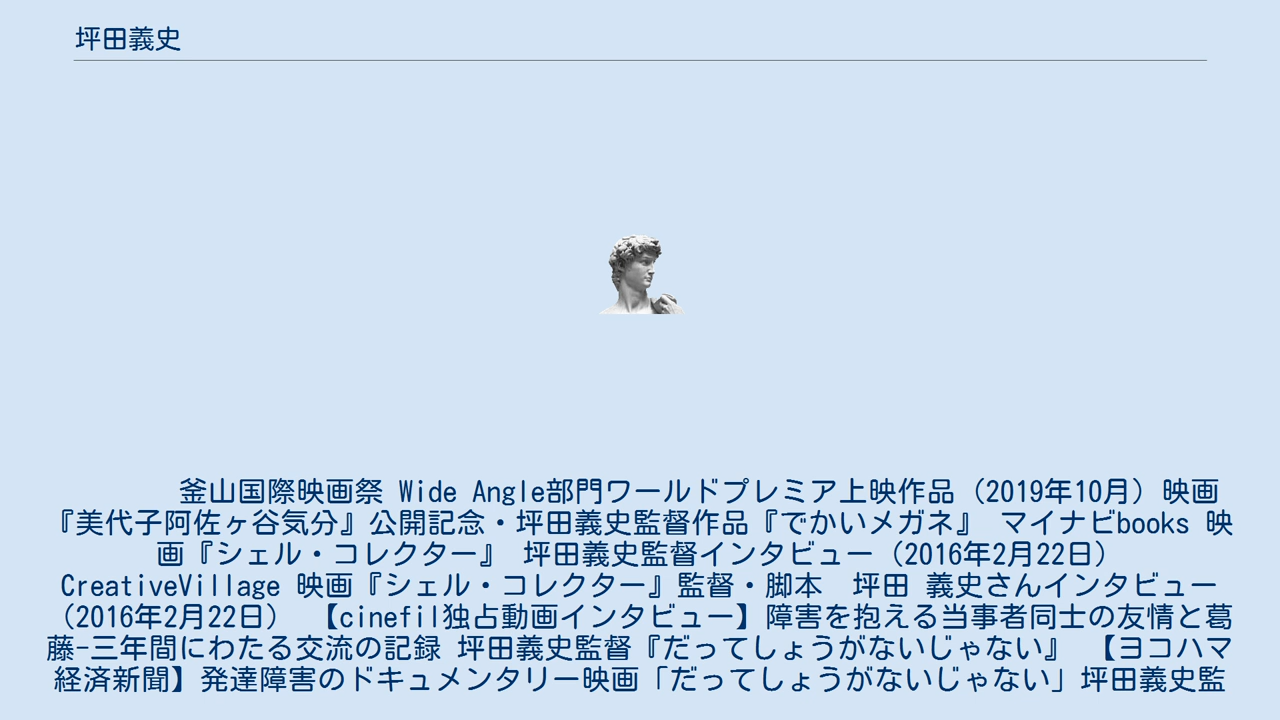 坪田義史
釜山国際映画祭 Wide Angle部門ワールドプレミア上映作品（2019年10月）映画
『美代子阿佐ヶ谷気分』公開記念・坪田義史監督作品『でかいメガネ』 マイナビbooks 映
画『シェル・コレクター』 坪田義史監督インタビュー（2016年2月22日）
CreativeVillage 映画『シェル・コレクター』監督・脚本　坪田 義史さんインタビュー
（2016年2月22日） 【cinefil独占動画インタビュー】障害を抱える当事者同士の友情と葛
藤-三年間にわたる交流の記録 坪田義史監督『だってしょうがないじゃない』 【ヨコハマ
経済新聞】発達障害のドキュメンタリー映画「だってしょうがないじゃない」坪田義史監